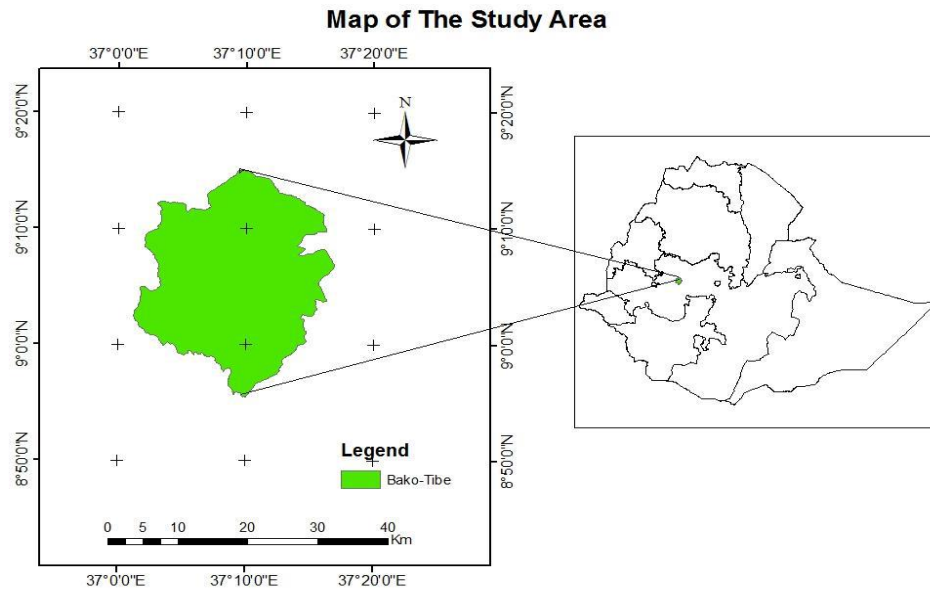 Map of The Study Area
37°0'0"E 37°10'0"E 37°20'0"E
N
9°20'0"N 9°20'0"N
9°10'0"N 9°10'0"N
9°0'0"N 9°0'0"N
8°50'0"N 8°50'0"N
Legend
Bako-Tibe
0 5 10 20 30 40
Km
37°0'0"E 37°10'0"E 37°20'0"E